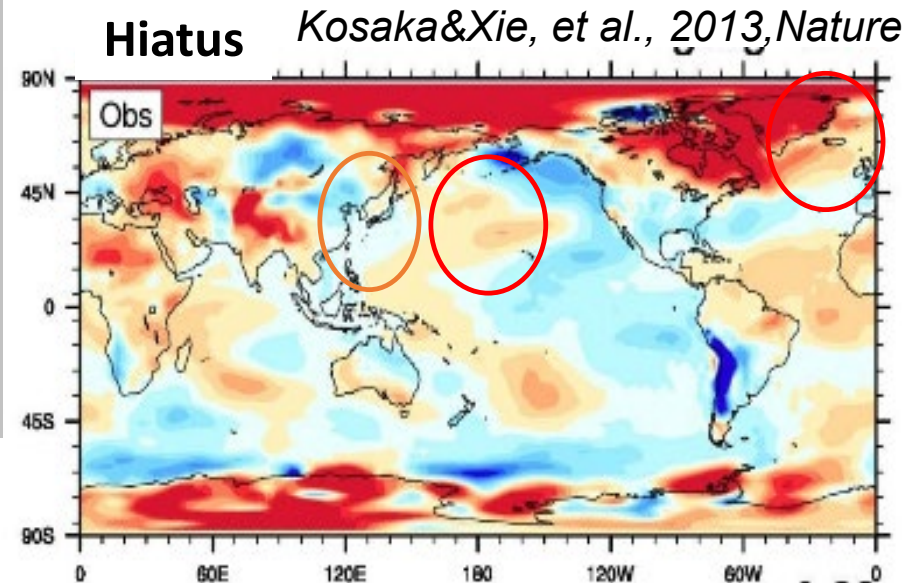 Hiatus Kosaka&Xie, et al., 2013,Nature
90N
Obs
45N
0
45S
90S
0 60E 120E 180 120W 60W 0